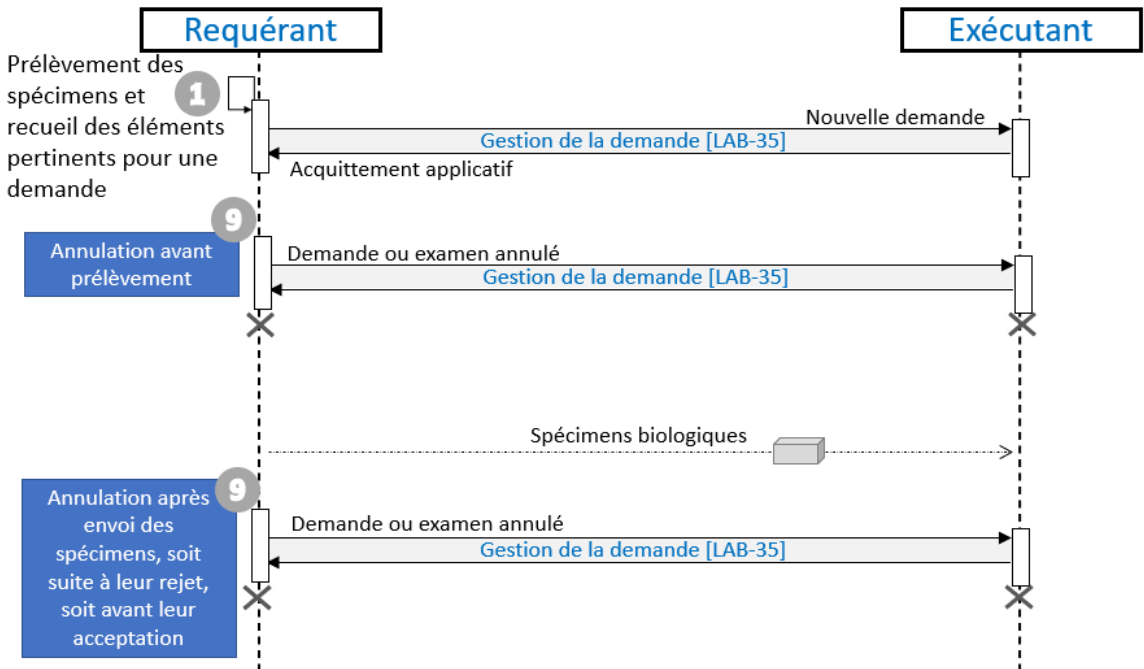 Requérant
Exécutant
Prélèvement des
spécimens et
recueil des éléments
pertinents pour une
demande
1
Nouvelle demande
Gestion de la demande [LAB-35]
Acquittement applicatif
9
Annulation avant
prélèvement
Demande ou examen annulé
Gestion de la demande [LAB-35]
Spécimens biologiques
9
Annulation après
envoi des
spécimens, soit
suite à leur rejet,
soit avant leur
acceptation
Demande ou examen annulé
Gestion de la demande [LAB-35]